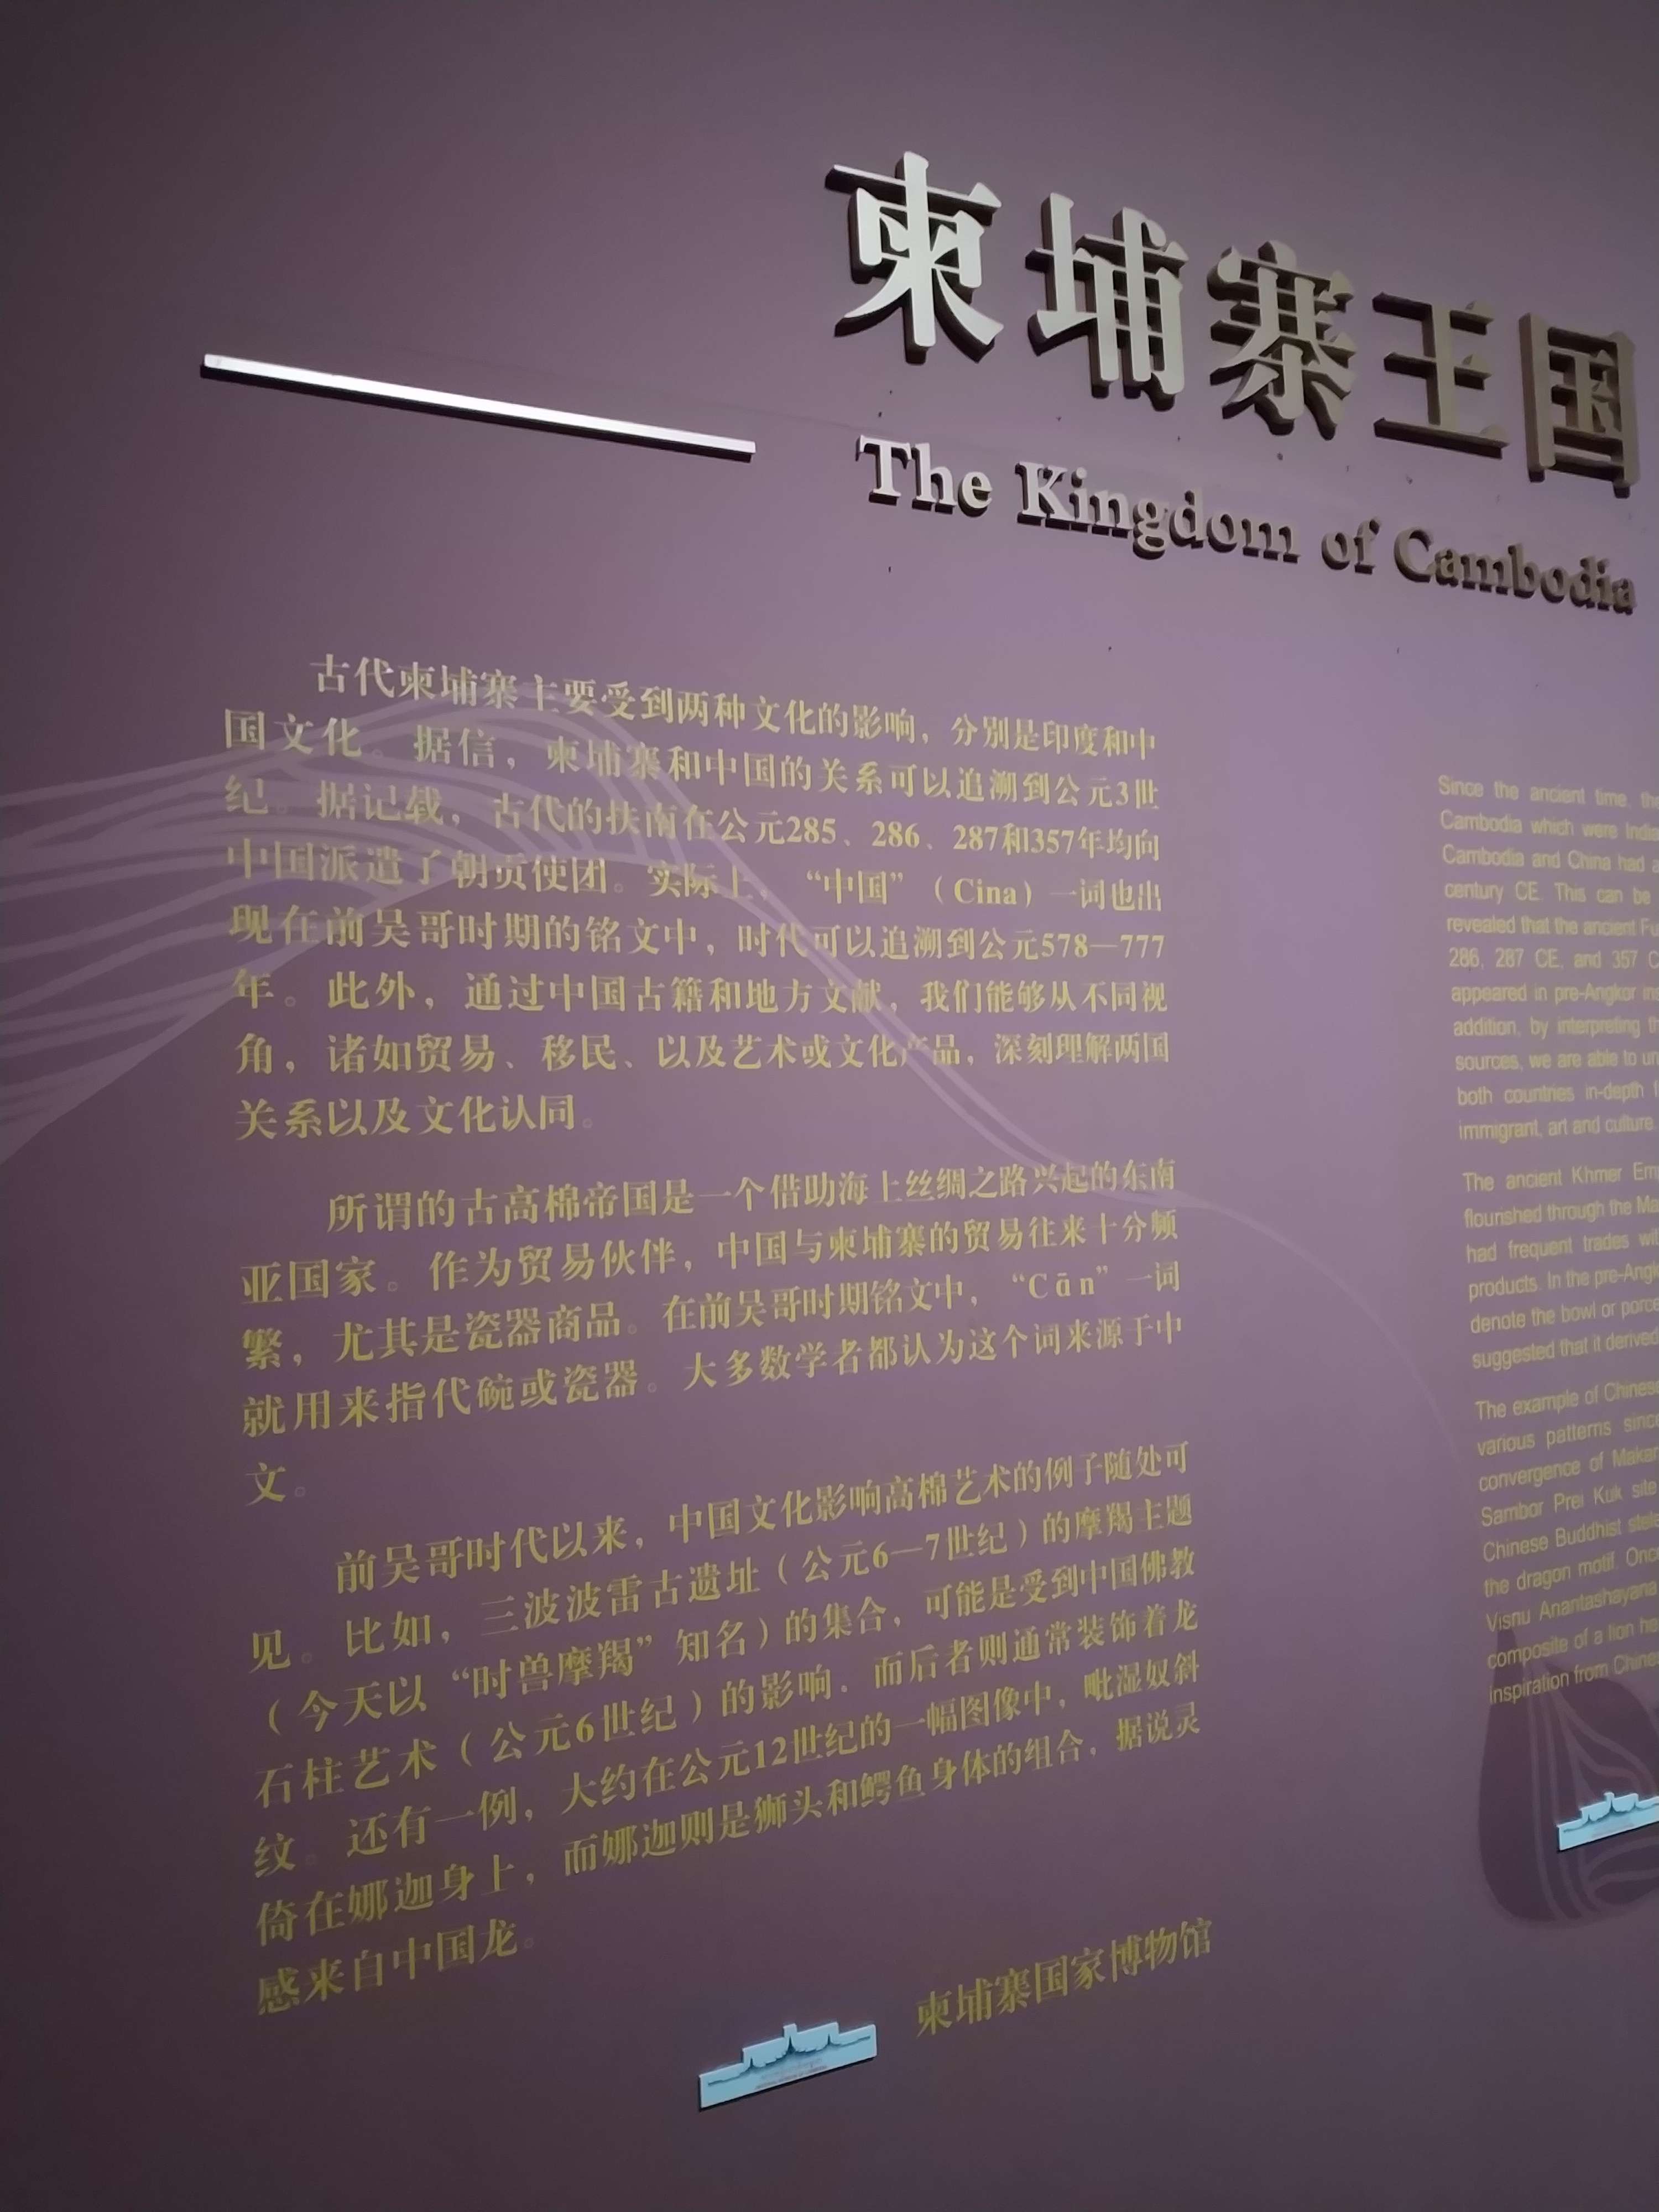 柬埔寨王国
The Kingdom of Cambodia
古代柬埔寨主要受到两种文化的影响，分别是印度和中
国文化。据信，柬埔寨和中国的关系可以追溯到公元3世
纪。据记载，古代的扶南在公元285、286、287和357年均向
中国派遣了朝贡使团。实际上，“中国”（Cina）一词也出
现在前吴哥时期的铭文中，时代可以追溯到公元578—777
年。此外，通过中国古籍和地方文献，我们能够从不同视
角，诸如贸易、移民、以及艺术或文化产品，深刻理解两国
关系以及文化认同。
所谓的古高棉帝国是一个借助海上丝绸之路兴起的东南
亚国家。作为贸易伙伴，中国与柬埔寨的贸易往来十分频
繁，尤其是瓷器商品。在前吴哥时期铭文中，“Cān”一词
就用来指代碗或瓷器。大多数学者都认为这个词来源于中
文。
前吴哥时代以来，中国文化影响高棉艺术的例子随处可
见。比如，三波波雷古遗址（公元6—7世纪）的摩羯主题
（今天以“时兽摩羯”知名）的集合，可能是受到中国佛教
石柱艺术（公元6世纪）的影响。而后者则通常装饰着龙
纹。还有一例，大约在公元12世纪的一幅图像中，毗湿奴斜
倚在娜迦身上，而娜迦则是狮头和鳄鱼身体的组合，据说灵
感来自中国龙。
柬埔寨国家博物馆
Since the ancient time, the
Cambodia which were India
Cambodia and China had a
century CE. This can be
revealed that the ancient Fu
286, 287 CE, and 357 C
appeared in pre-Angkor ins
addition, by interpreting th
sources, we are able to un
both countries in-depth f
immigrant, art and culture.
The ancient Khmer Emp
flourished through the Ma
had frequent trades wit
products. In the pre-Angk
denote the bowl or porce
suggested that it derived
The example of Chinese
various patterns since
convergence of Makar
Sambor Prei Kuk site
Chinese Buddhist stele
the dragon motif. Once
Visnu Anantashayana
composite of a lion he
inspiration from Chine